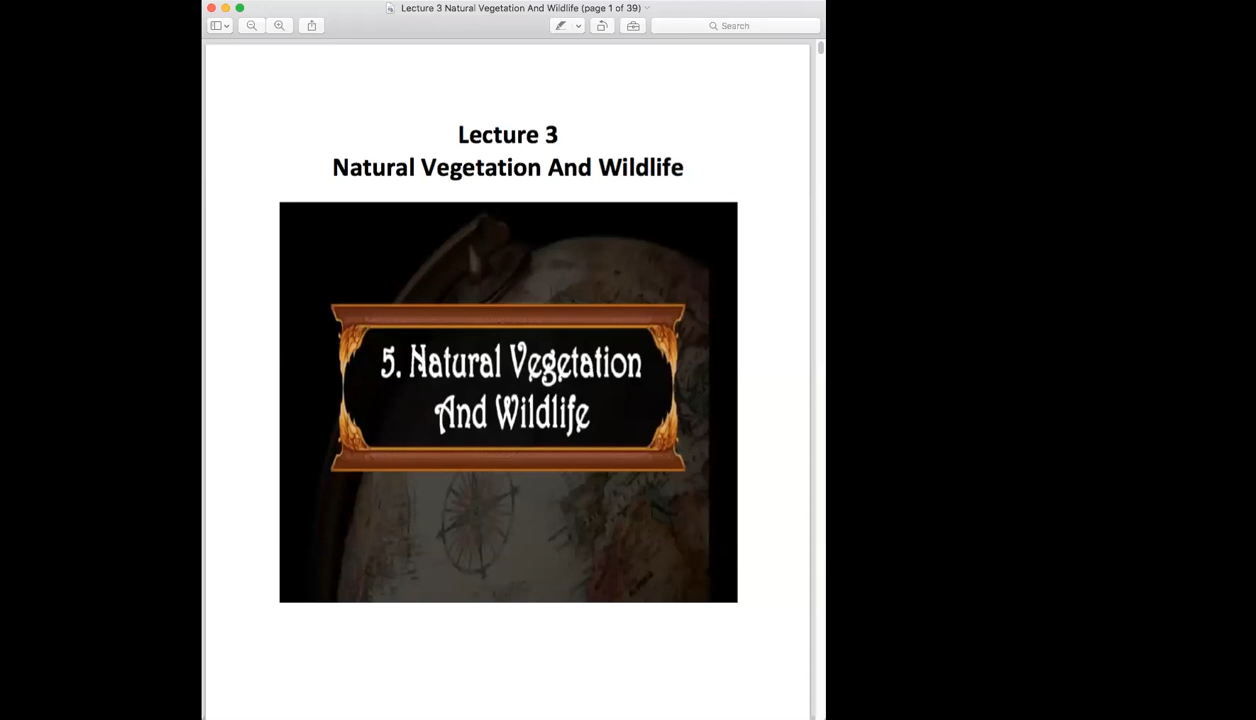 Lecture 3 Natural Vegetation And Wildlife (page 1 of 39)
Search
Lecture 3
Natural Vegetation And Wildlife
5. Natural Vegetation
And Wildlife